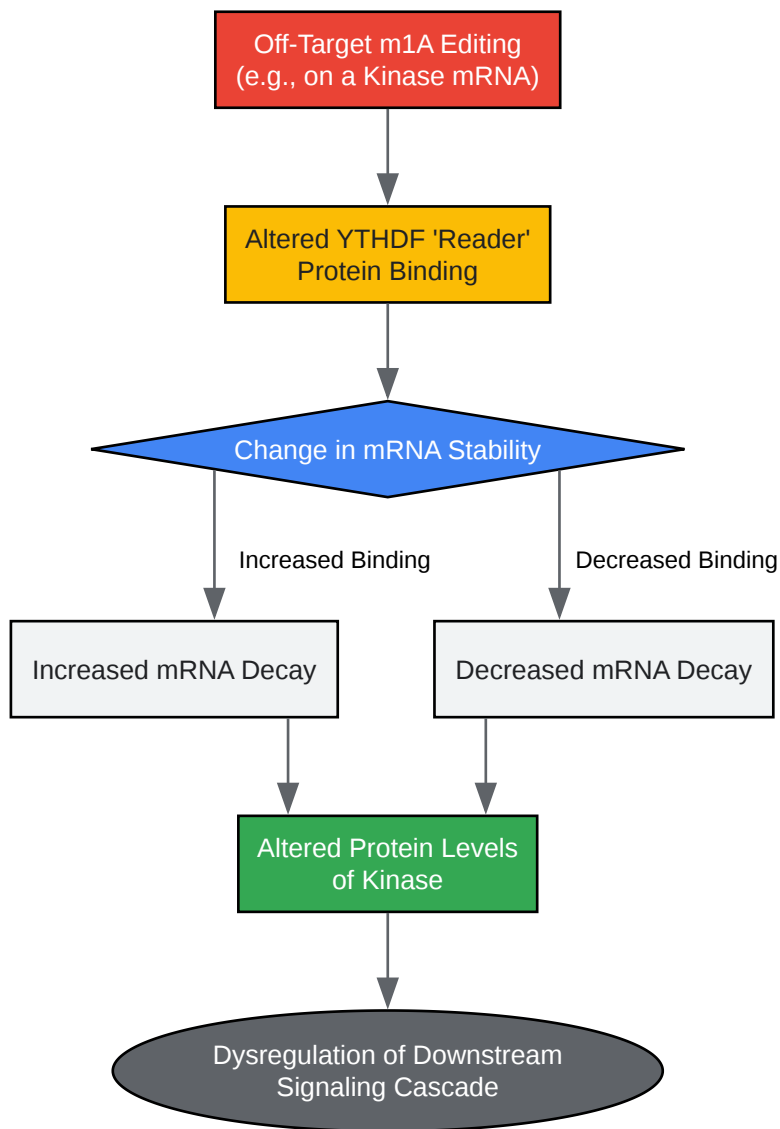 Off-Target m1A Editing
(e.g., on a Kinase mRNA)
Altered YTHDF 'Reader'
Protein Binding
Change in mRNA Stability
Increased Binding
Decreased Binding
Increased mRNA Decay
Decreased mRNA Decay
Altered Protein Levels
of Kinase
Dysregulation of Downstream
Signaling Cascade